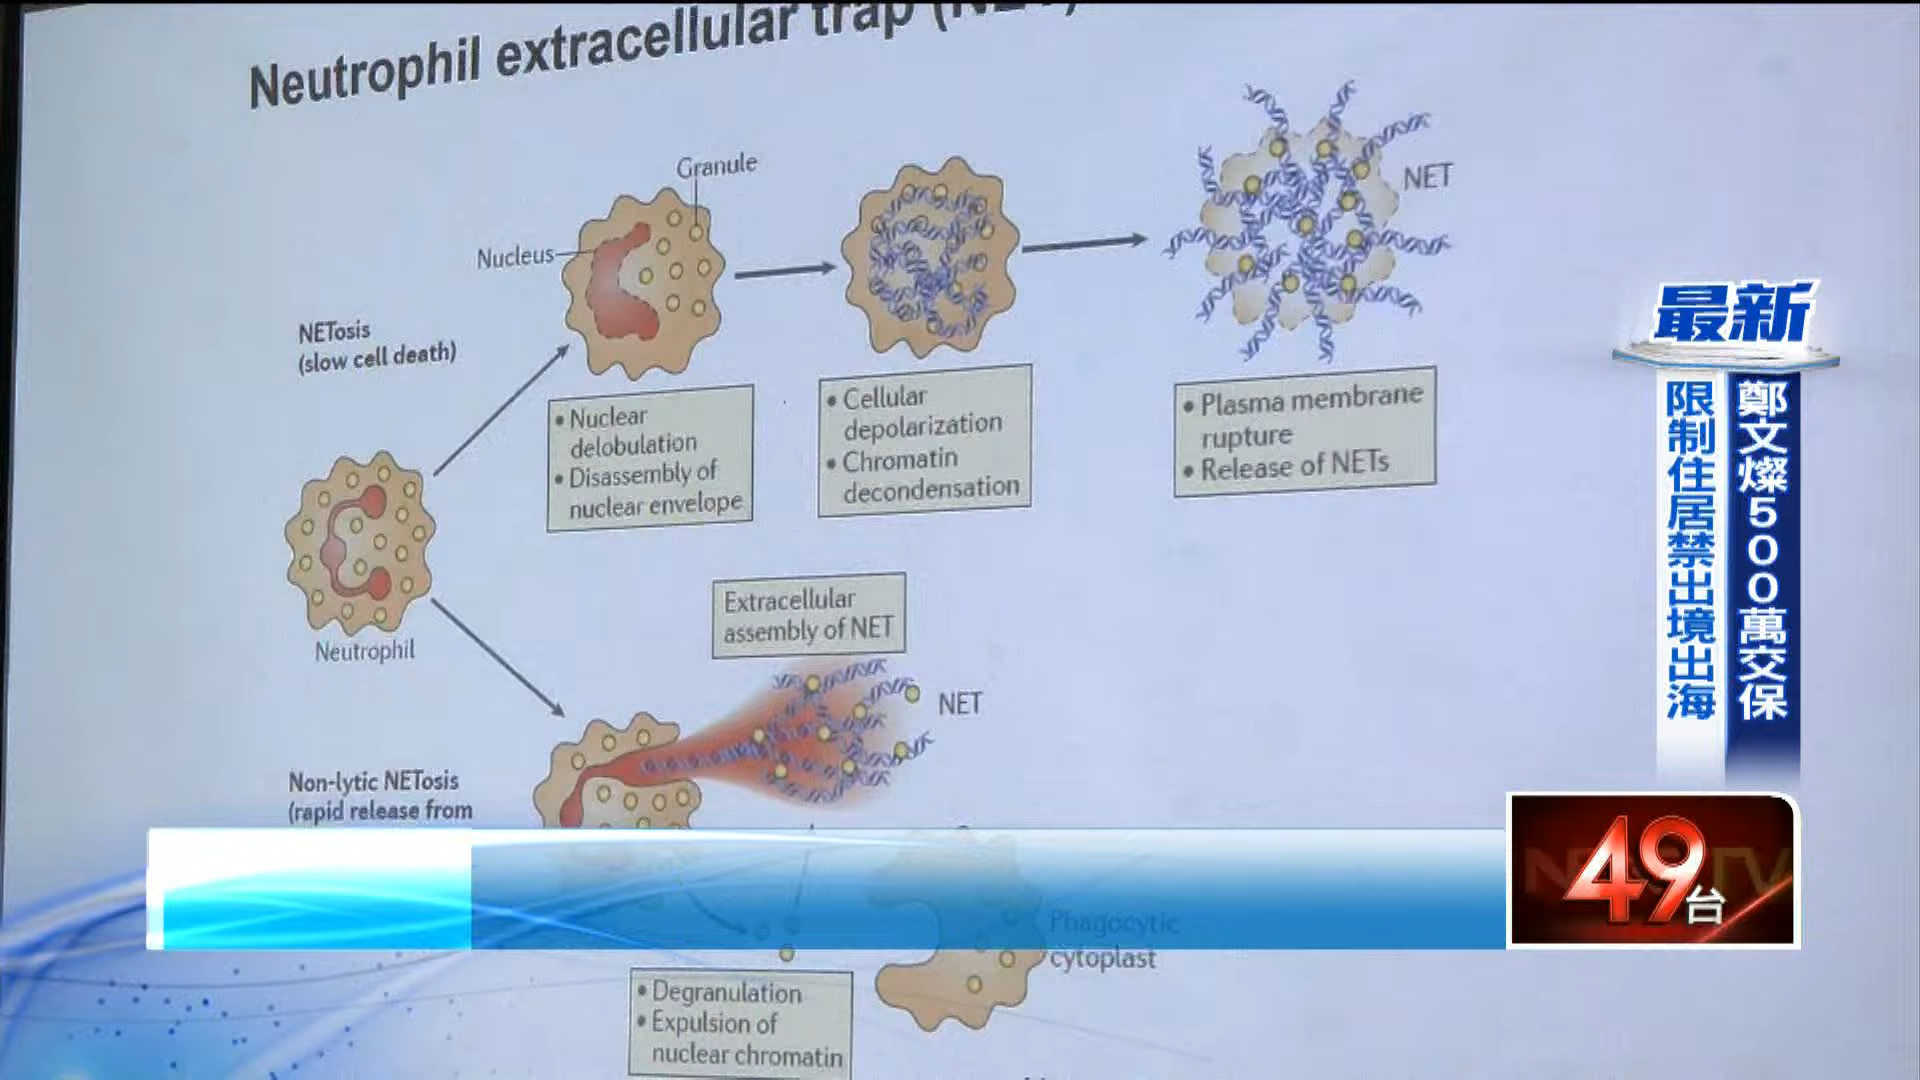 Neutrophil extracellular trap (NET)
Granule
Nucleus
NET
NETosis
(slow cell death)
• Nuclear
delobulation
• Disassembly of
nuclear envelope
• Cellular
depolarization
• Chromatin
decondensation
• Plasma membrane
rupture
• Release of NETs
Neutrophil
Extracellular
assembly of NET
NET
Non-lytic NETosis
(rapid release from
Phagocytic
cytoplast
• Degranulation
• Expulsion of
nuclear chromatin
最新
鄭文燦500萬交保
限制住居禁出境出海
49台